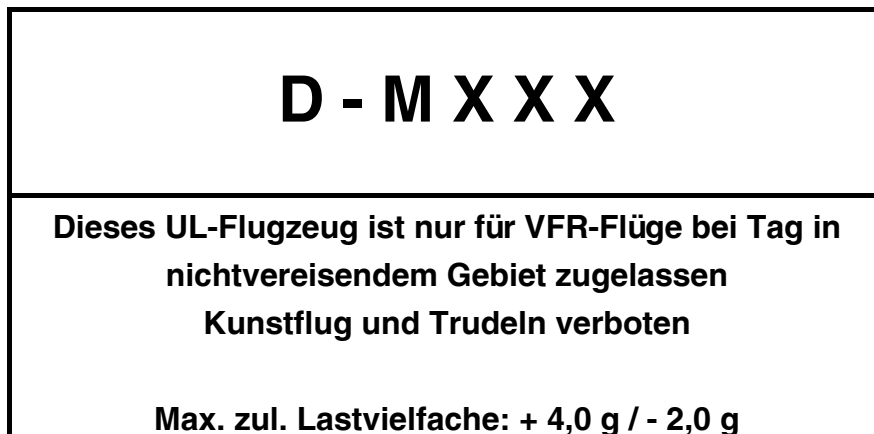 D - M X X X
Dieses UL-Flugzeug ist nur für VFR-Flüge bei Tag in
nichtvereisendem Gebiet zugelassen
Kunstflug und Trudeln verboten
Max. zul. Lastvielfache: + 4,0 g / - 2,0 g